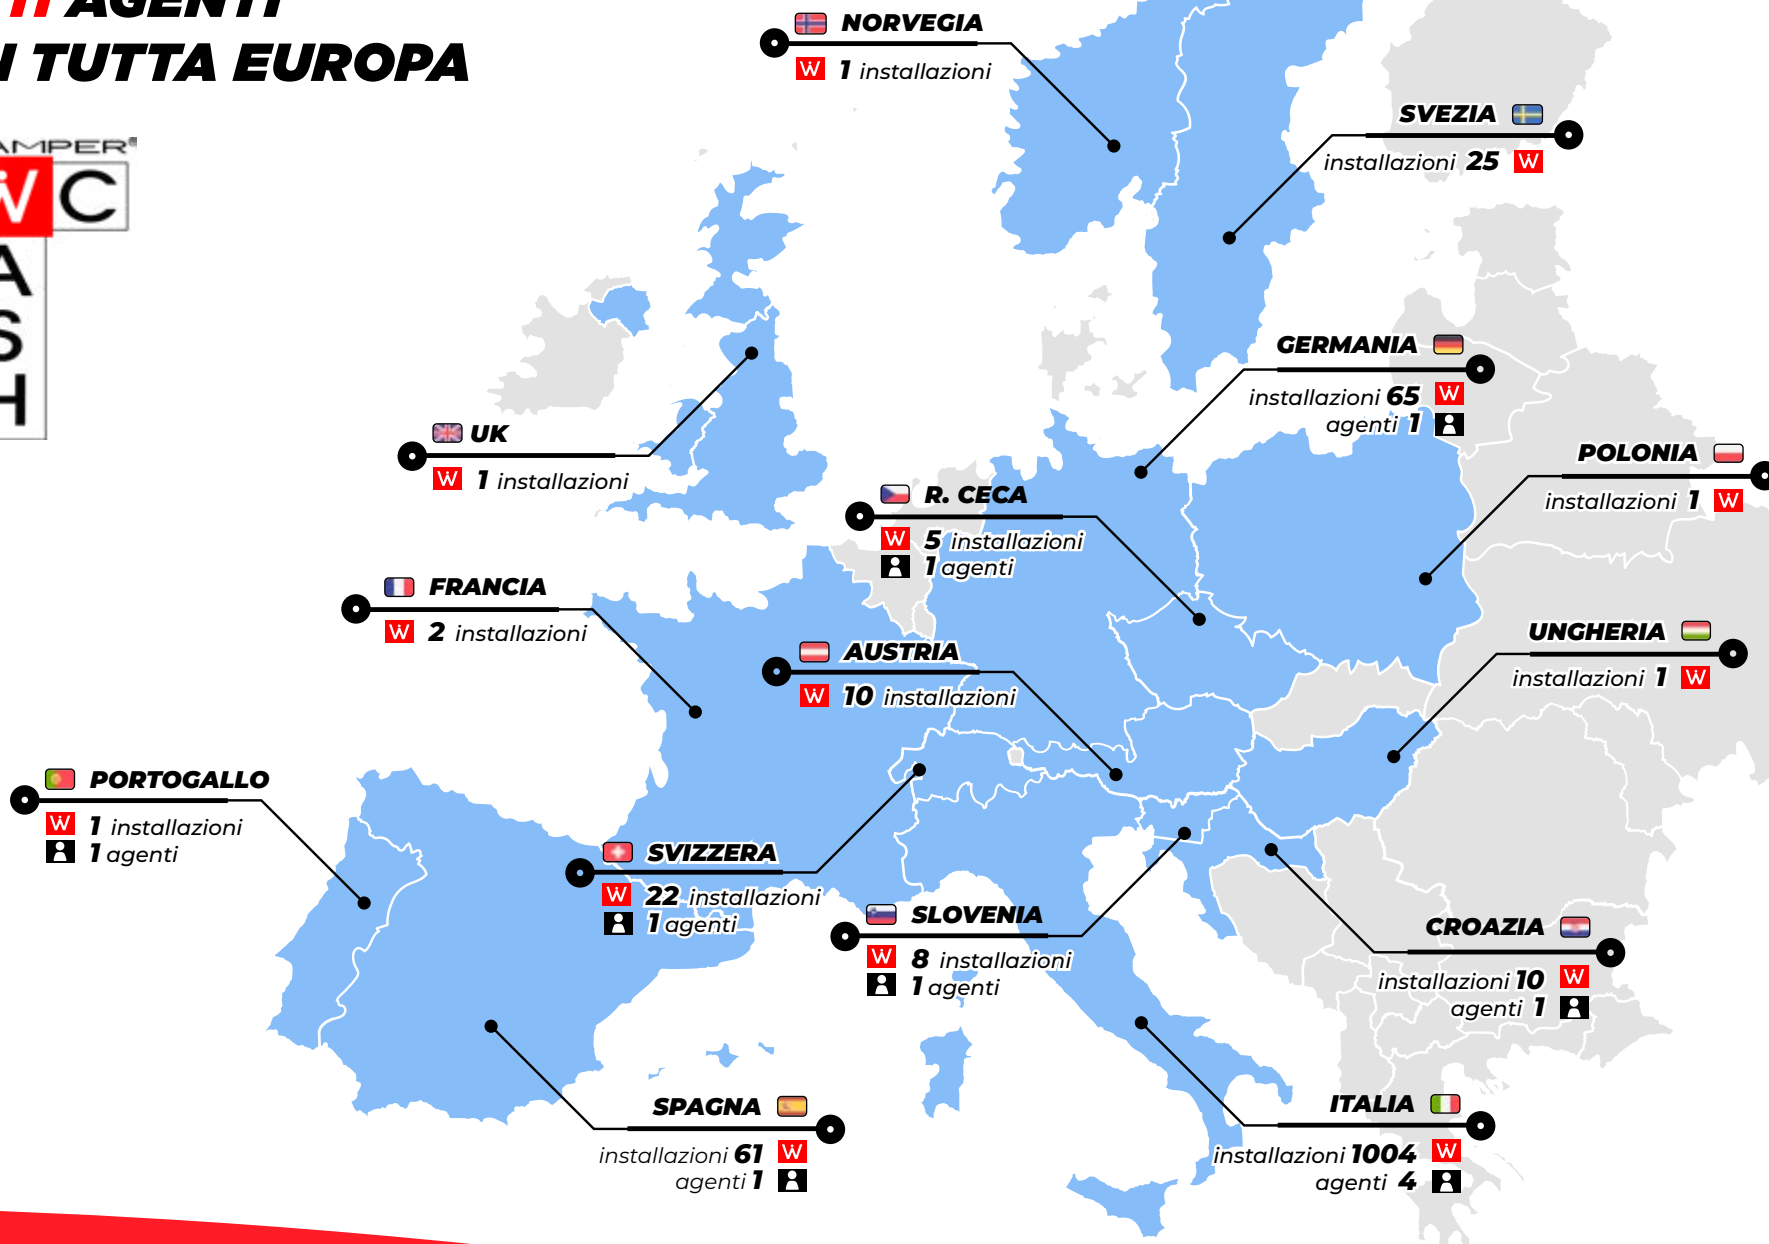 11 AGENTI
TUTTA EUROPA
AMPER®
W C
A
S
H
NORVEGIA
1 installazioni
SVEZIA
installazioni 25
GERMANIA
installazioni 65
agenti 1
UK
1 installazioni
POLONIA
installazioni 1
R. CECA
5 installazioni
1 agenti
FRANCIA
2 installazioni
UNGHERIA
installazioni 1
AUSTRIA
10 installazioni
PORTOGALLO
1 installazioni
1 agenti
SVIZZERA
22 installazioni
1 agenti
SLOVENIA
8 installazioni
1 agenti
CROAZIA
installazioni 10
agenti 1
SPAGNA
installazioni 61
agenti 1
ITALIA
installazioni 1004
agenti 4